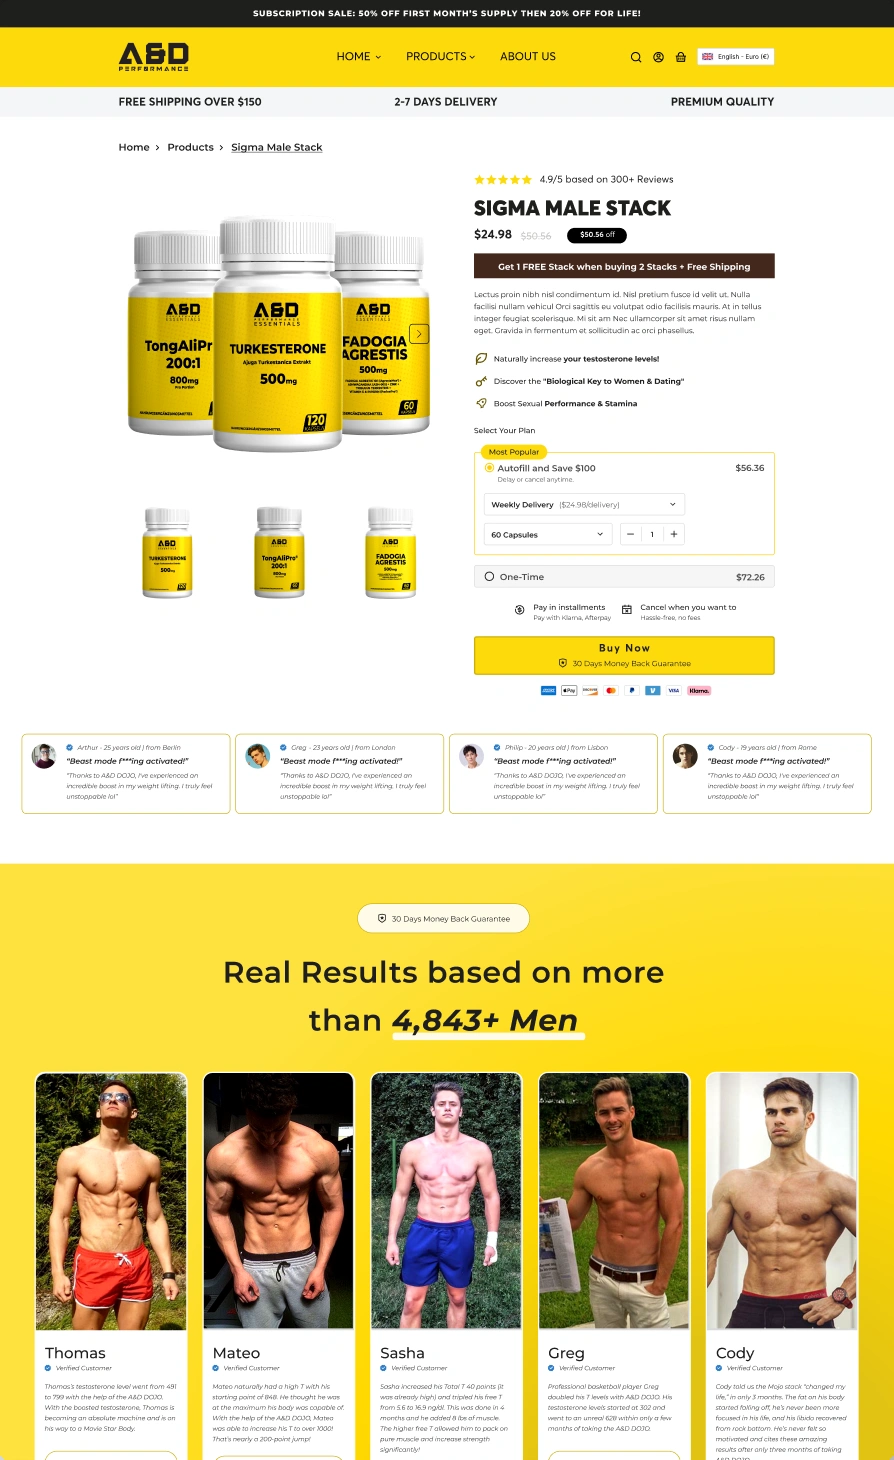 SUBSCRIPTION SALE: 50% OFF FIRST MONTH'S SUPPLY THEN 20% OFF FOR LIFE!
A&D
PERFORMANCE
HOME
PRODUCTS
ABOUT US
English - Euro (€)
FREE SHIPPING OVER $150
2-7 DAYS DELIVERY
PREMIUM QUALITY
Home > Products > Sigma Male Stack
4.9/5 based on 300+ Reviews
SIGMA MALE STACK
$24.98 $50.56 $50.56 off
Get 1 FREE Stack when buying 2 Stacks + Free Shipping
Lectus proin nibh nisl condimentum id. Nisl pretium fusce id velit ut. Nulla
facilisi nullam vehicul Orci sagittis eu volutpat odio facilisis mauris. At in tellus
integer feugiat scelerisque. Mi sit am Nec ullamcorper sit amet risus nullam
eget. Gravida in fermentum et sollicitudin ac orci phasellus.
Naturally increase your testosterone levels!
Discover the "Biological Key to Women & Dating"
Boost Sexual Performance & Stamina
Select Your Plan
Most Popular
Autofill and Save $100 $56.36
Delay or cancel anytime.
Weekly Delivery ($24.98/delivery)
60 Capsules
1
One-Time $72.26
Pay in installments
Pay with Klarna, Afterpay
Cancel when you want to
Hassle-free, no fees
Buy Now
30 Days Money Back Guarantee
Pay
DISCOVER
VISA
Klarna.
A&D
TongAliPr
200:1
800mg
Pro Portion
NAHRUNGSERGÄNZUNGSMITTEL
A&D
PERFORMANCE
ESSENTIALS
TURKESTERONE
Ajuga Turkestanica Extrakt
500mg
NAHRUNGSERGÄNZUNGSMITTEL
120
KAPSELN
A&D
ESSENTIALS
FADOGIA
AGRESTIS
500mg
60
KAPSELN
A&D
TURKESTERONE
500mg
120
A&D
TongAliPro®
200:1
800mg
A&D
FADOGIA
AGRESTIS
500mg
60
Arthur - 25 years old | from Berlin
"Beast mode f***ing activated!"
"Thanks to A&D DOJO, I've experienced an
incredible boost in my weight lifting. I truly feel
unstoppable lol"
Greg - 23 years old | from London
"Beast mode f***ing activated!"
"Thanks to A&D DOJO, I've experienced an
incredible boost in my weight lifting. I truly feel
unstoppable lol"
Philip - 20 years old | from Lisbon
"Beast mode f***ing activated!"
"Thanks to A&D DOJO, I've experienced an
incredible boost in my weight lifting. I truly feel
unstoppable lol"
Cody - 19 years old | from Rome
"Beast mode f***ing activated!"
"Thanks to A&D DOJO, I've experienced an
incredible boost in my weight lifting. I truly feel
unstoppable lol"
30 Days Money Back Guarantee
Real Results based on more
than 4,843+ Men
Thomas
Verified Customer
Thomas's testosterone level went from 491
to 799 with the help of the A&D DOJO.
With the boosted testosterone, Thomas is
becoming an absolute machine and is on
his way to a Movie Star Body.
Mateo
Verified Customer
Mateo naturally had a high T with his
starting point of 848. He thought he was
at the maximum his body was capable of.
With the help of the A&D DOJO, Mateo
was able to increase his T to over 1000!
That's nearly a 200-point jump!
Sasha
Verified Customer
Sasha increased his Total T 40 points (it
was already high) and tripled his free T
from 5.6 to 16.9 ng/dl. This was done in 4
months and he added 8 lbs of muscle.
The higher free T allowed him to pack on
pure muscle and increase strength
significantly!
Greg
Verified Customer
Professional basketball player Greg
doubled his T levels with A&D DOJO. His
testosterone levels started at 302 and
went to an unreal 628 within only a few
months of taking the A&D DOJO.
Cody
Verified Customer
Cody told us the Mojo stack "changed my
life," in only 3 months. The fat on his body
started falling off, he's never been more
focused in his life, and his libido recovered
from rock bottom. He's never felt so
motivated and cites these amazing
results after only three months of taking
A&D DOJO